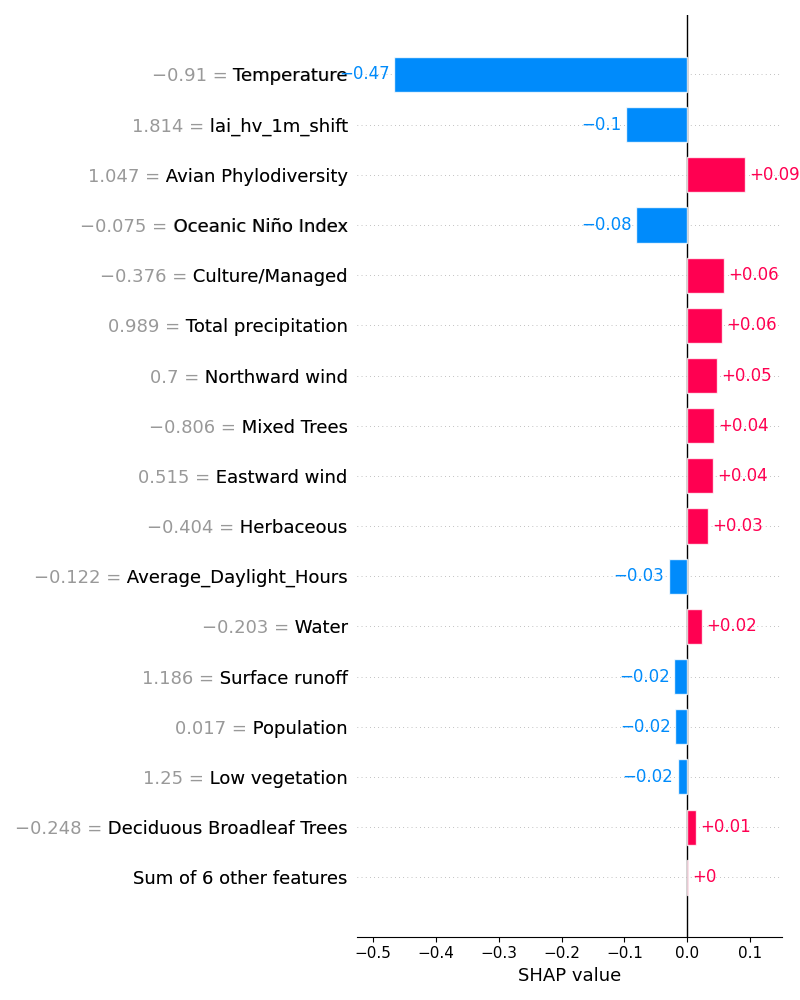 −0.91 = Temperature −0.47
1.814 = lai_hv_1m_shift −0.1
1.047 = Avian Phylodiversity +0.09
−0.075 = Oceanic Niño Index −0.08
−0.376 = Culture/Managed +0.06
0.989 = Total precipitation +0.06
0.7 = Northward wind +0.05
−0.806 = Mixed Trees +0.04
0.515 = Eastward wind +0.04
−0.404 = Herbaceous +0.03
−0.122 = Average_Daylight_Hours −0.03
−0.203 = Water +0.02
1.186 = Surface runoff −0.02
0.017 = Population −0.02
1.25 = Low vegetation −0.02
−0.248 = Deciduous Broadleaf Trees +0.01
Sum of 6 other features +0
−0.5 −0.4 −0.3 −0.2 −0.1 0.0 0.1
SHAP value